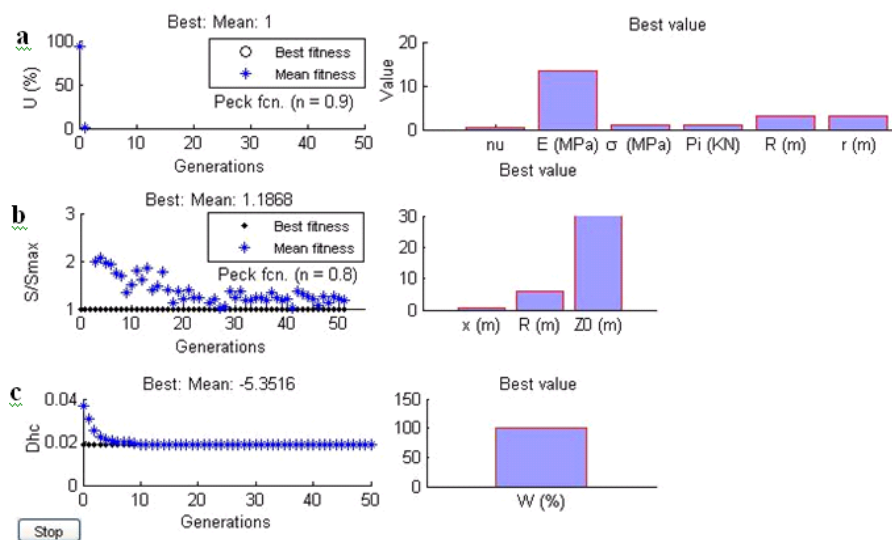 a
Best: Mean: 1
U (%)
100
50
0
Best fitness
Mean fitness
Peck fcn. (n = 0.9)
0 10 20 30 40 50
Generations
Best value
Value
20
10
0
nu E (MPa) σ (MPa) Pi (KN) R (m) r (m)
b
Best: Mean: 1.1868
S/Smax
3
2
1
Best fitness
Mean fitness
Peck fcn. (n = 0.8)
0 10 20 30 40 50
Generations
Best value
30
20
10
0
x (m) R (m) Z0 (m)
c
Best: Mean: -5.3516
Dhc
0.04
0.02
0
0 10 20 30 40 50
Generations
Best value
150
100
50
0
W (%)
Stop